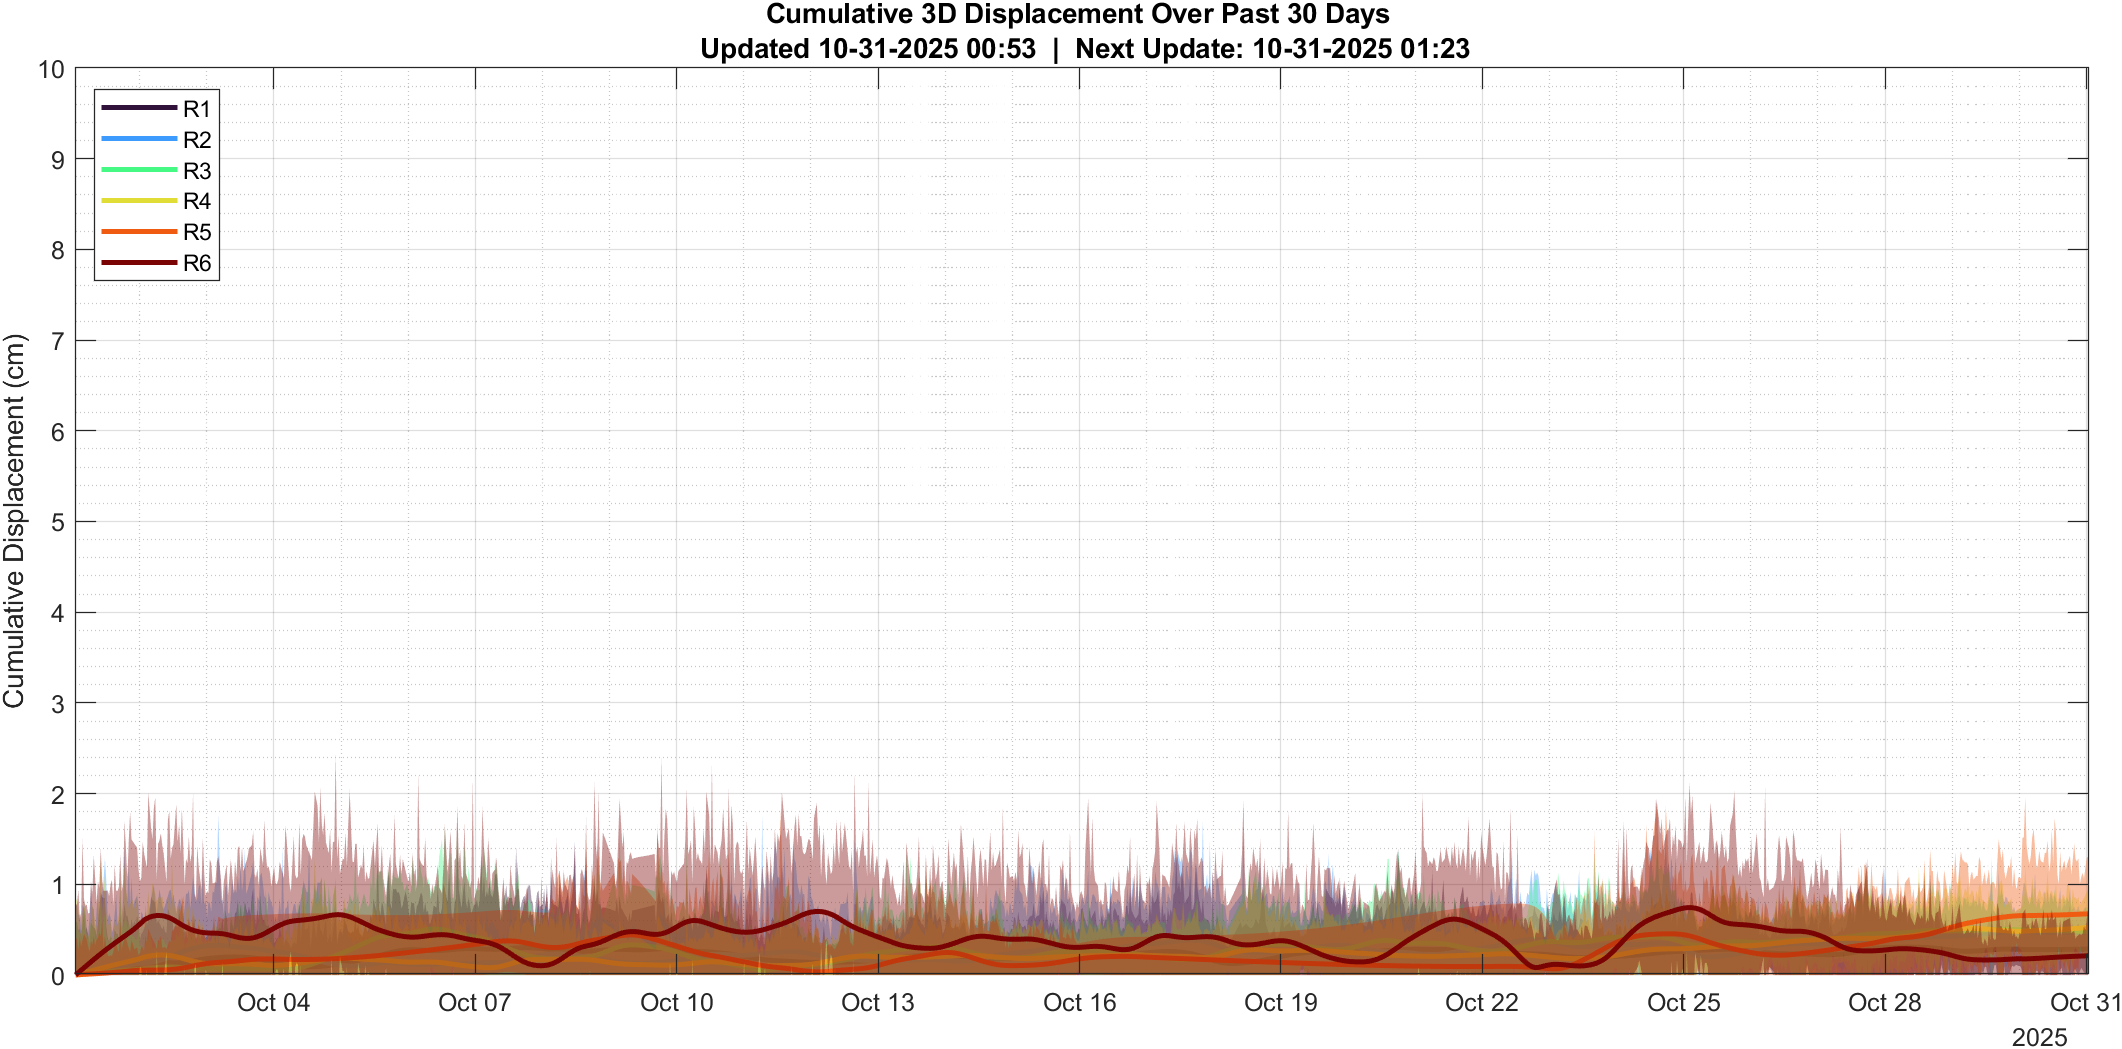 Cumulative 3D Displacement Over Past 30 Days
Updated 10-31-2025 00:53 | Next Update: 10-31-2025 01:23
R1
R2
R3
R4
R5
R6
Cumulative Displacement (cm)
10
9
8
7
6
5
4
3
2
1
0
Oct 04 Oct 07 Oct 10 Oct 13 Oct 16 Oct 19 Oct 22 Oct 25 Oct 28 Oct 31
2025